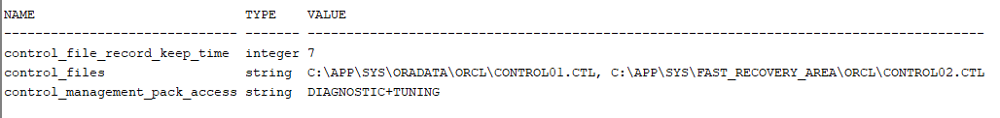 NAME                           TYPE    VALUE
------------------------------ ------- ---------------------------------------------------------------------------------------
control_file_record_keep_time  integer 7
control_files                  string  C:\APP\SYS\ORADATA\ORCL\CONTROL01.CTL, C:\APP\SYS\FAST_RECOVERY_AREA\ORCL\CONTROL02.CTL
control_management_pack_access string  DIAGNOSTIC+TUNING